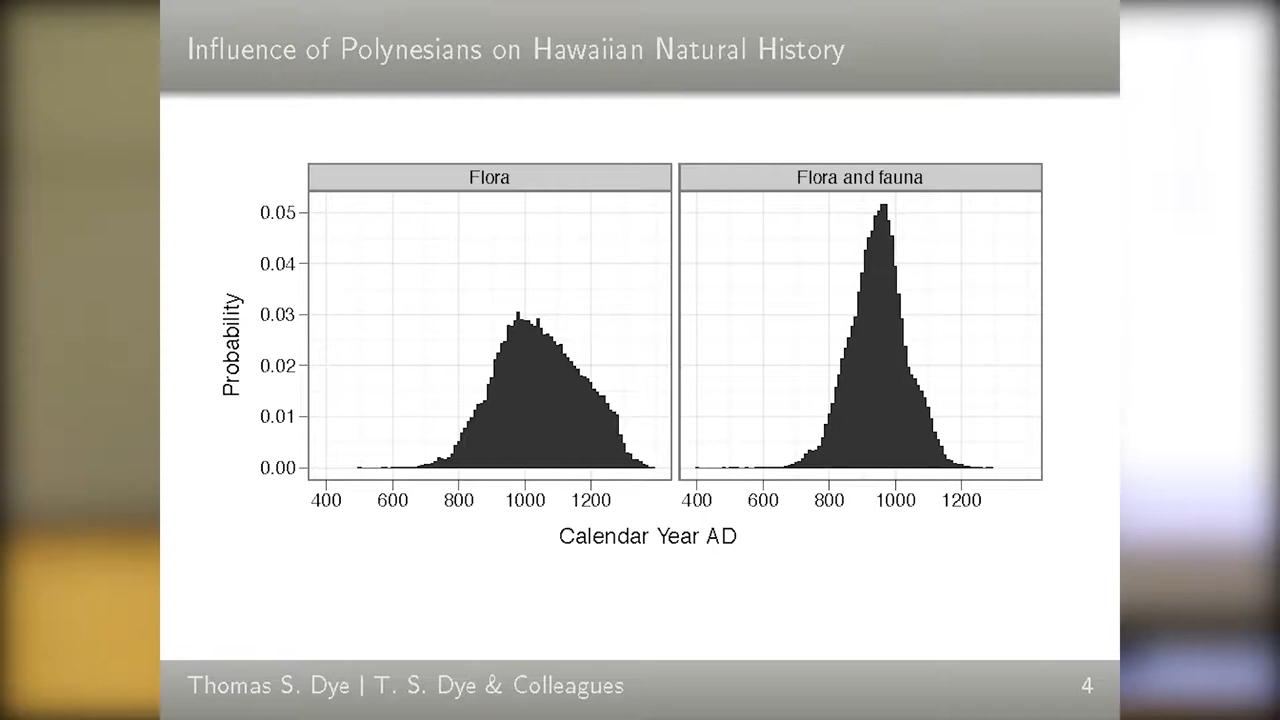 Influence of Polynesians on Hawaiian Natural History
Flora
Flora and fauna
Probability
0.05
0.04
0.03
0.02
0.01
0.00
400 600 800 1000 1200
400 600 800 1000 1200
Calendar Year AD
Thomas S. Dye | T. S. Dye & Colleagues
4